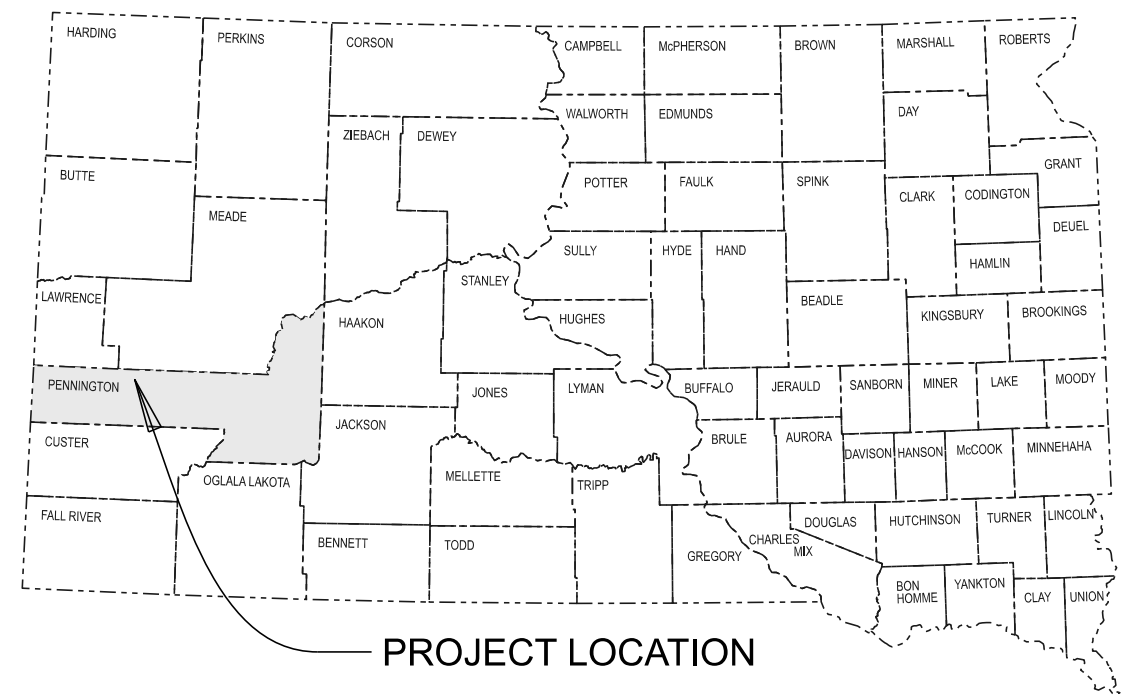 HARDING
PERKINS
CORSON
CAMPBELL
McPHERSON
BROWN
MARSHALL
ROBERTS
WALWORTH
EDMUNDS
DAY
ZIEBACH
DEWEY
GRANT
BUTTE
POTTER
FAULK
SPINK
CLARK
CODINGTON
MEADE
DEUEL
SULLY
HYDE
HAND
HAMLIN
STANLEY
LAWRENCE
BEADLE
HAAKON
HUGHES
KINGSBURY
BROOKINGS
PENNINGTON
JONES
LYMAN
BUFFALO
JERAULD
SANBORN
MINER
LAKE
MOODY
JACKSON
CUSTER
BRULE
AURORA
DAVISON
HANSON
McCOOK
MINNEHAHA
OGLALA LAKOTA
MELLETTE
TRIPP
FALL RIVER
BENNETT
TODD
GREGORY
CHARLES
MIX
DOUGLAS
HUTCHINSON
TURNER
LINCOLN
BON
HOMME
YANKTON
CLAY
UNION
PROJECT LOCATION